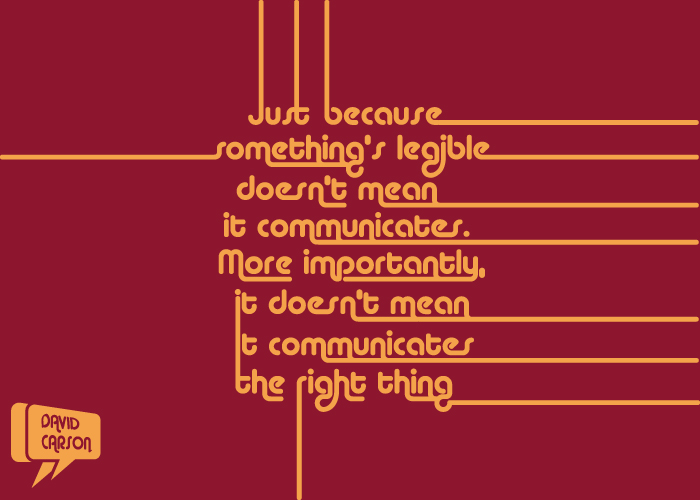 Just because
something's legible
doesn't mean
it communicates.
More importantly,
it doesn't mean
it communicates
the right thing
DAVID
CARSON